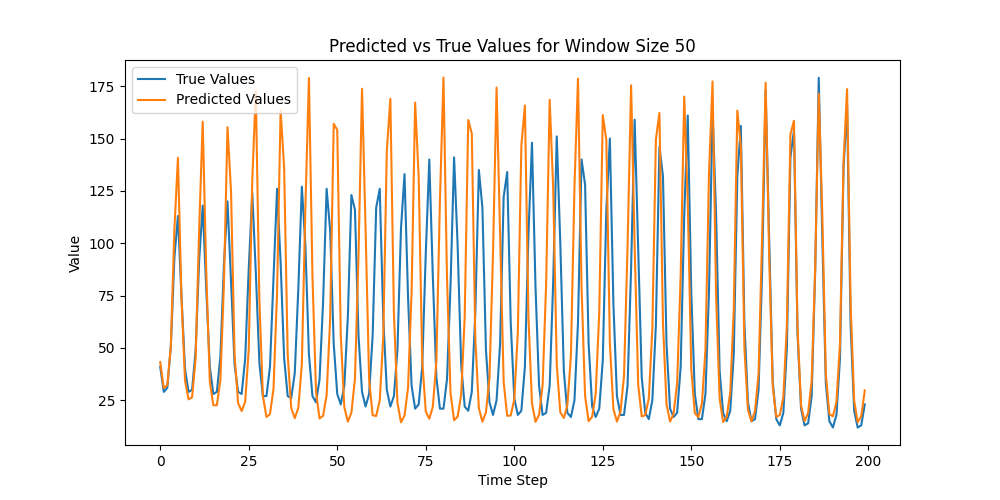 Predicted vs True Values for Window Size 50
True Values
Predicted Values
175
150
125
100
75
50
25
Value
0 25 50 75 100 125 150 175 200
Time Step